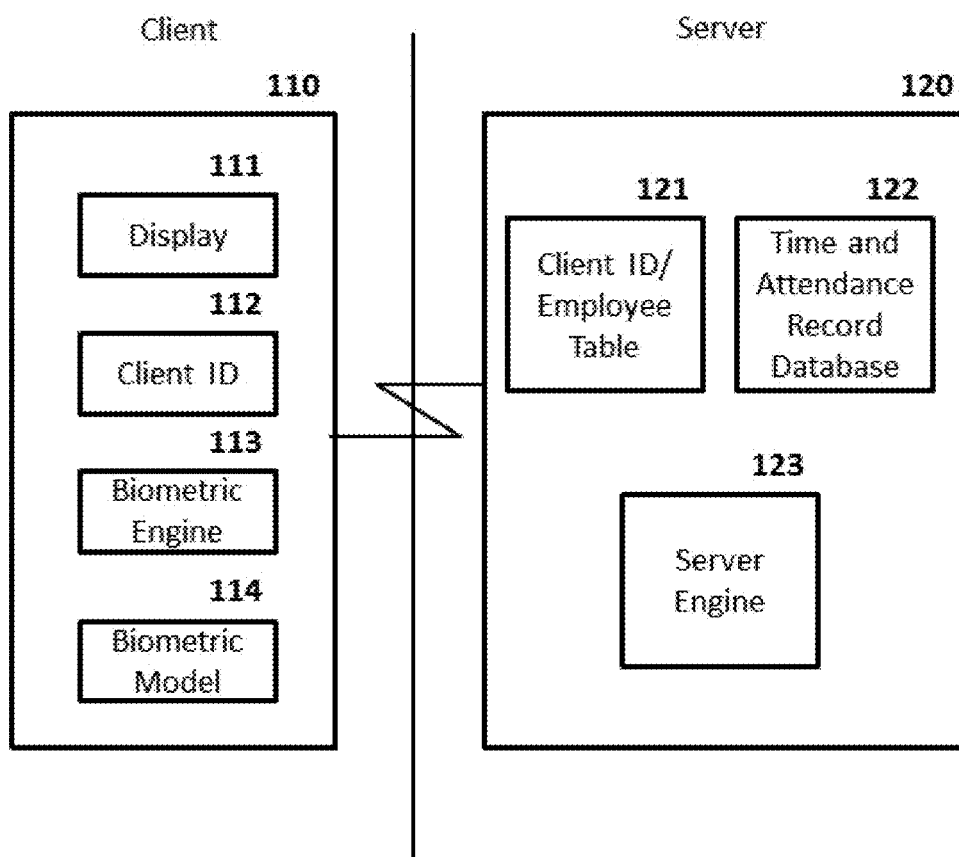 Client
Server
110
120
111
Display
112
Client ID
113
Biometric
Engine
114
Biometric
Model
121
Client ID/
Employee
Table
122
Time and
Attendance
Record
Database
123
Server
Engine